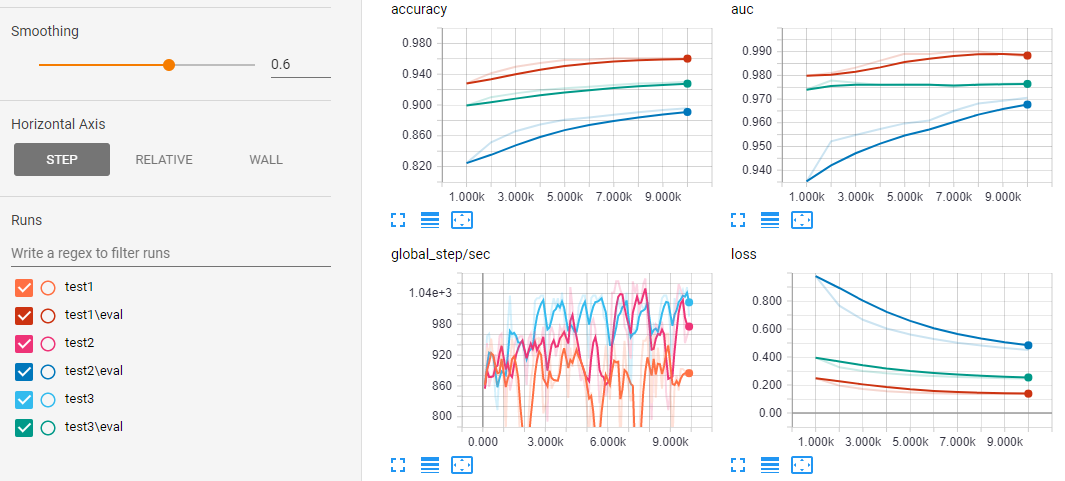 Smoothing
0.6
Horizontal Axis
STEP RELATIVE WALL
Runs
Write a regex to filter runs
test1
test1\eval
test2
test2\eval
test3
test3\eval
accuracy
0.980
0.940
0.900
0.860
0.820
1.000k 3.000k 5.000k 7.000k 9.000k
auc
0.990
0.980
0.970
0.960
0.950
0.940
1.000k 3.000k 5.000k 7.000k 9.000k
global_step/sec
1.04e+3
980
920
860
800
0.000 3.000k 6.000k 9.000k
loss
0.800
0.600
0.400
0.200
0.00
1.000k 3.000k 5.000k 7.000k 9.000k